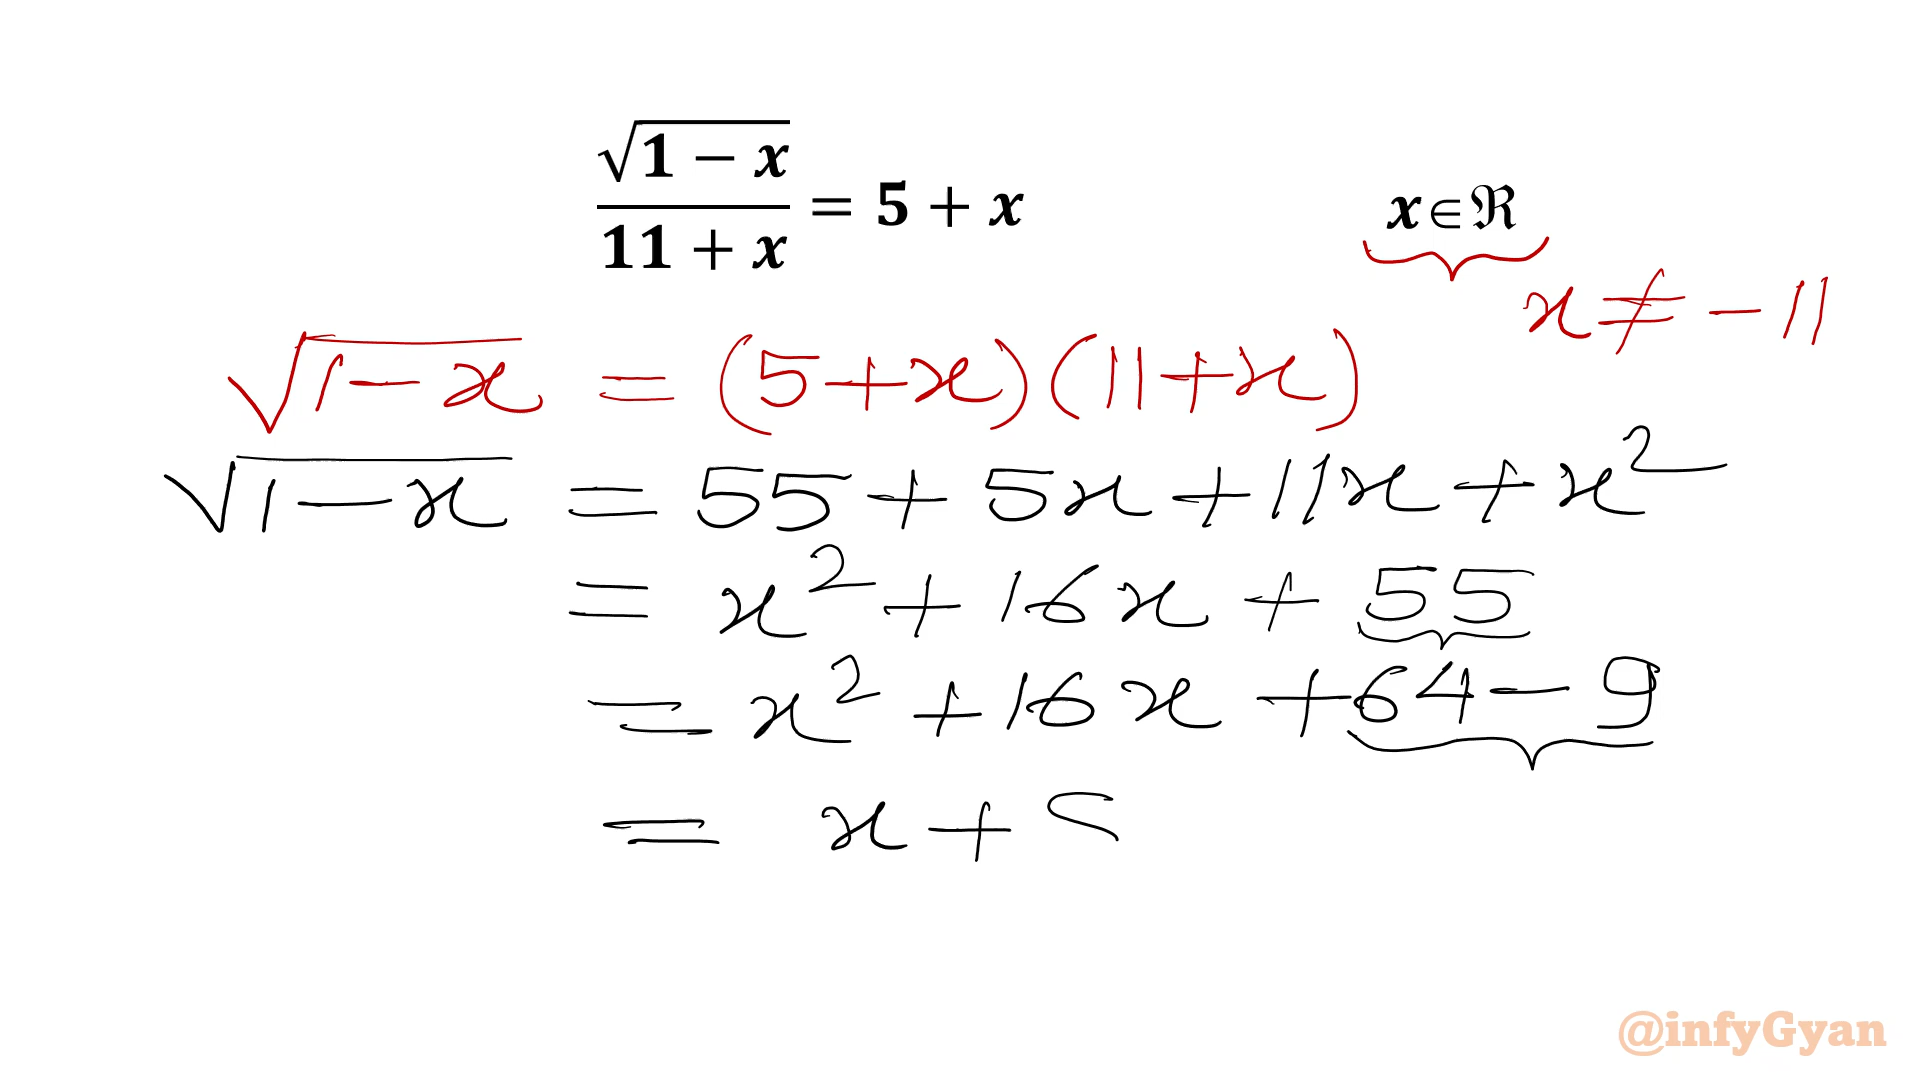 √(1 − x) / (11 + x) = 5 + x    x ∈ ℜ
x ≠ −11
√(1 − x) = (5 + x)(11 + x)
√(1 − x) = 55 + 5x + 11x + x²
= x² + 16x + 55
= x² + 16x + 64 − 9
= x +
@infyGyan